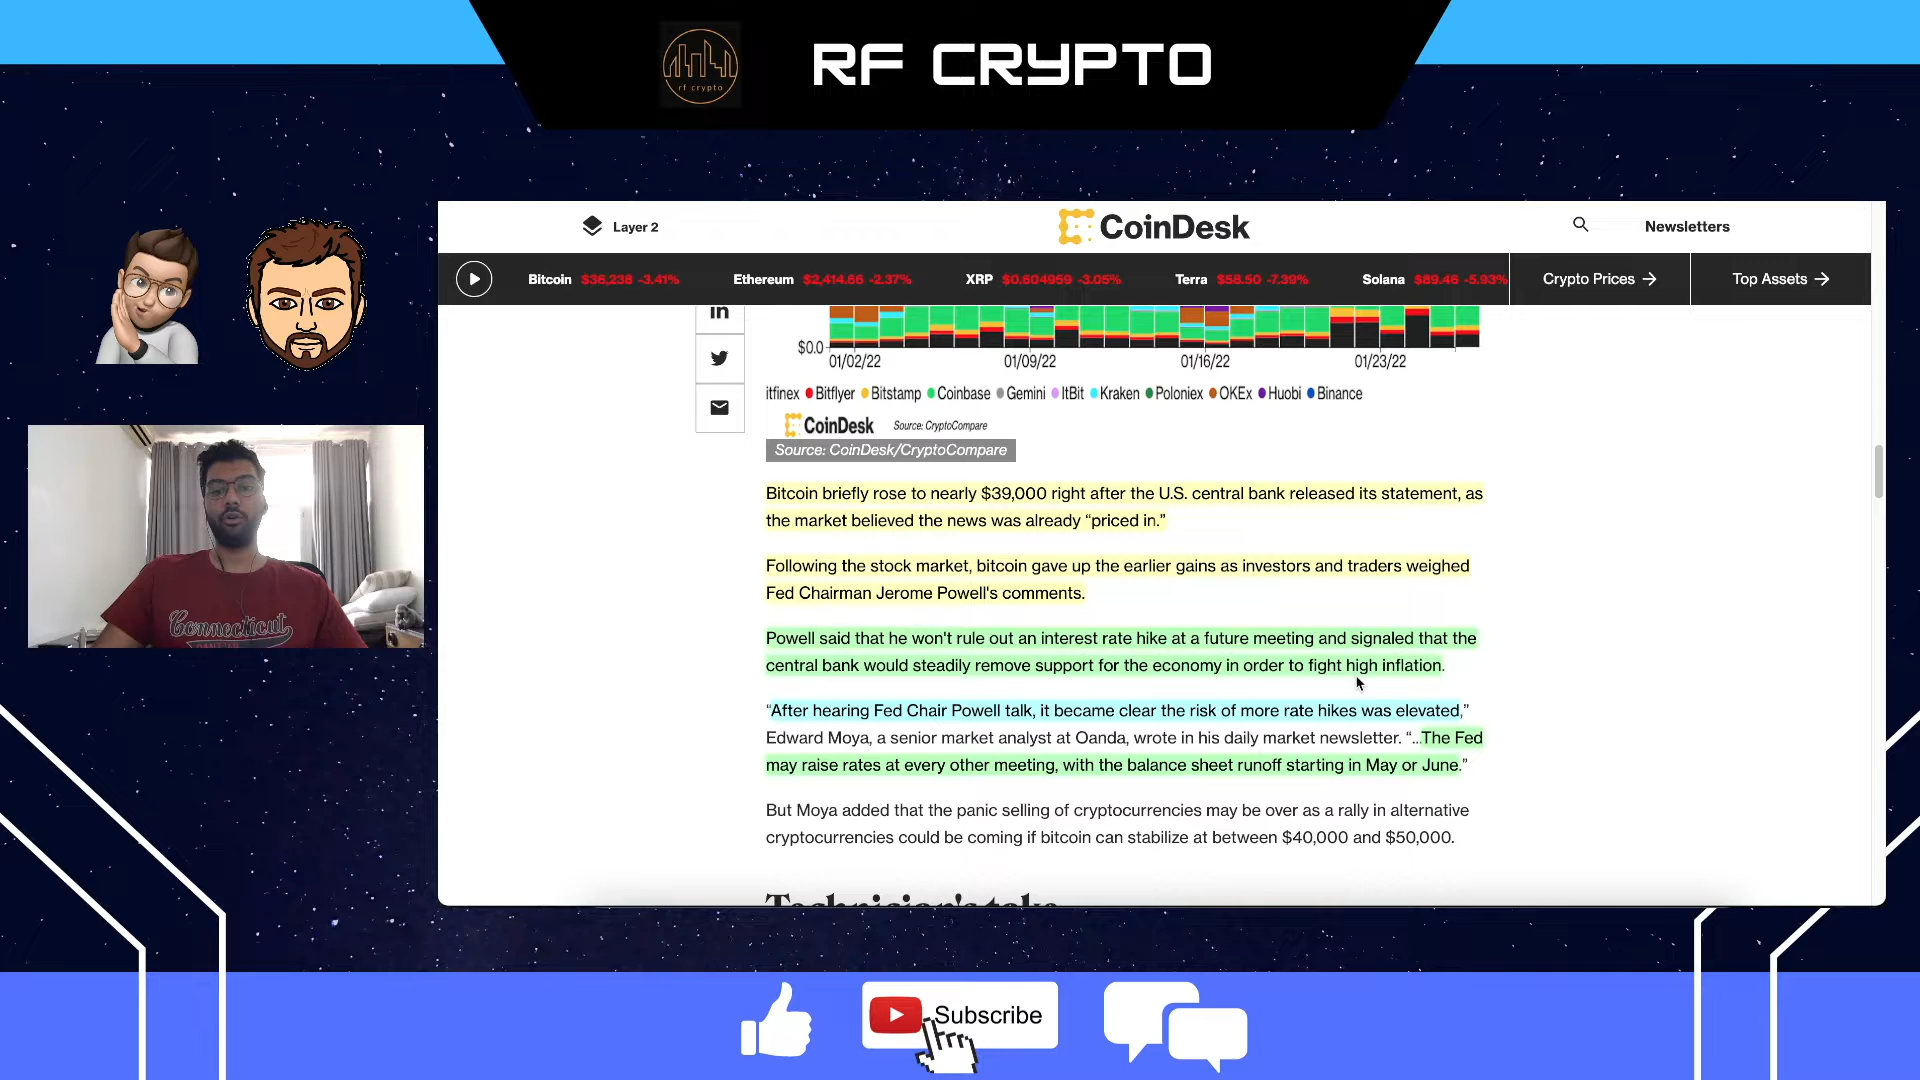 rf crypto
RF CRYPTO
Layer 2
CoinDesk
Newsletters
Bitcoin $36,238 -3.41% Ethereum $2,414.66 -2.37% XRP $0.604959 -3.05% Terra $58.50 -7.39% Solana $89.46 -5.93% Crypto Prices → Top Assets →
in
$0.0
01/02/22 01/09/22 01/16/22 01/23/22
itfinex Bitflyer Bitstamp Coinbase Gemini ItBit Kraken Poloniex OKEx Huobi Binance
CoinDesk Source: CryptoCompare
Source: CoinDesk/CryptoCompare
Bitcoin briefly rose to nearly $39,000 right after the U.S. central bank released its statement, as
the market believed the news was already “priced in.”
Following the stock market, bitcoin gave up the earlier gains as investors and traders weighed
Fed Chairman Jerome Powell's comments.
Powell said that he won't rule out an interest rate hike at a future meeting and signaled that the
central bank would steadily remove support for the economy in order to fight high inflation.
“After hearing Fed Chair Powell talk, it became clear the risk of more rate hikes was elevated,”
Edward Moya, a senior market analyst at Oanda, wrote in his daily market newsletter. “...The Fed
may raise rates at every other meeting, with the balance sheet runoff starting in May or June.”
But Moya added that the panic selling of cryptocurrencies may be over as a rally in alternative
cryptocurrencies could be coming if bitcoin can stabilize at between $40,000 and $50,000.
Technician's take
Connecticut
Subscribe